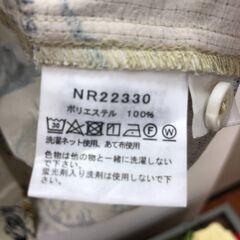 NR22330
ポリエステル 100%
洗濯ネット使用、あて布使用
色物は他の物と一緒に洗濯しない
で下さい。
蛍光剤入り洗剤は使用しないで
下さい。